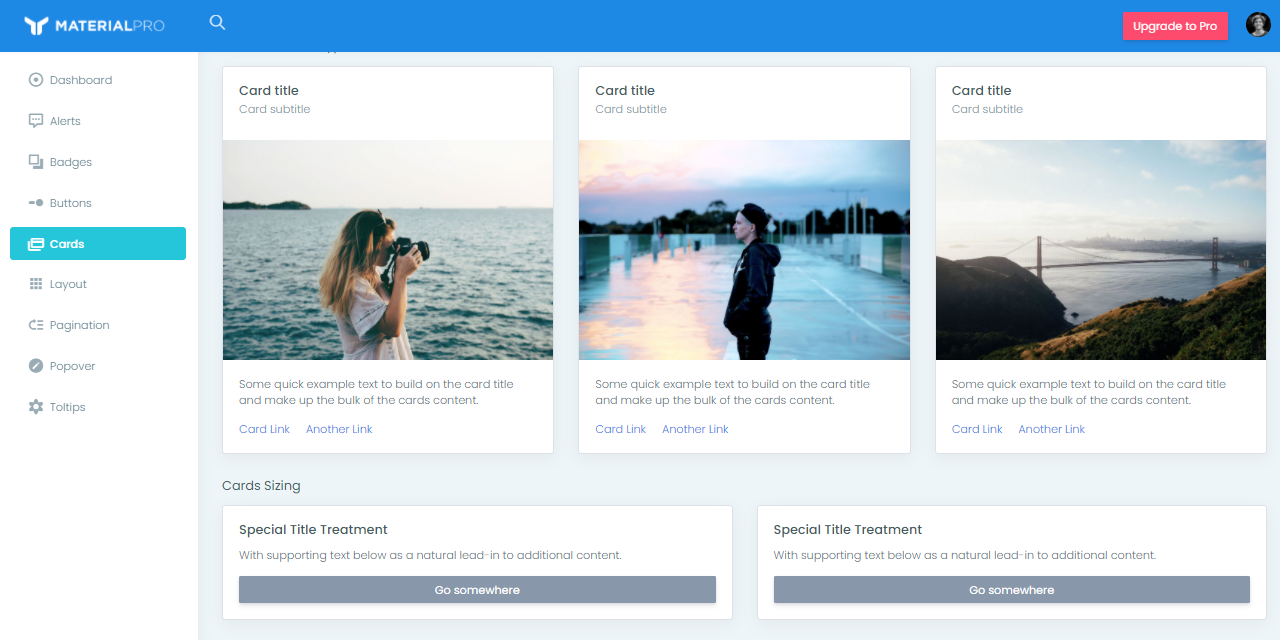 MATERIALPRO
Upgrade to Pro
Dashboard
Alerts
Badges
Buttons
Cards
Layout
Pagination
Popover
Toltips
Card title
Card subtitle
Some quick example text to build on the card title
and make up the bulk of the cards content.
Card Link Another Link
Card title
Card subtitle
Some quick example text to build on the card title
and make up the bulk of the cards content.
Card Link Another Link
Card title
Card subtitle
Some quick example text to build on the card title
and make up the bulk of the cards content.
Card Link Another Link
Cards Sizing
Special Title Treatment
With supporting text below as a natural lead-in to additional content.
Go somewhere
Special Title Treatment
With supporting text below as a natural lead-in to additional content.
Go somewhere